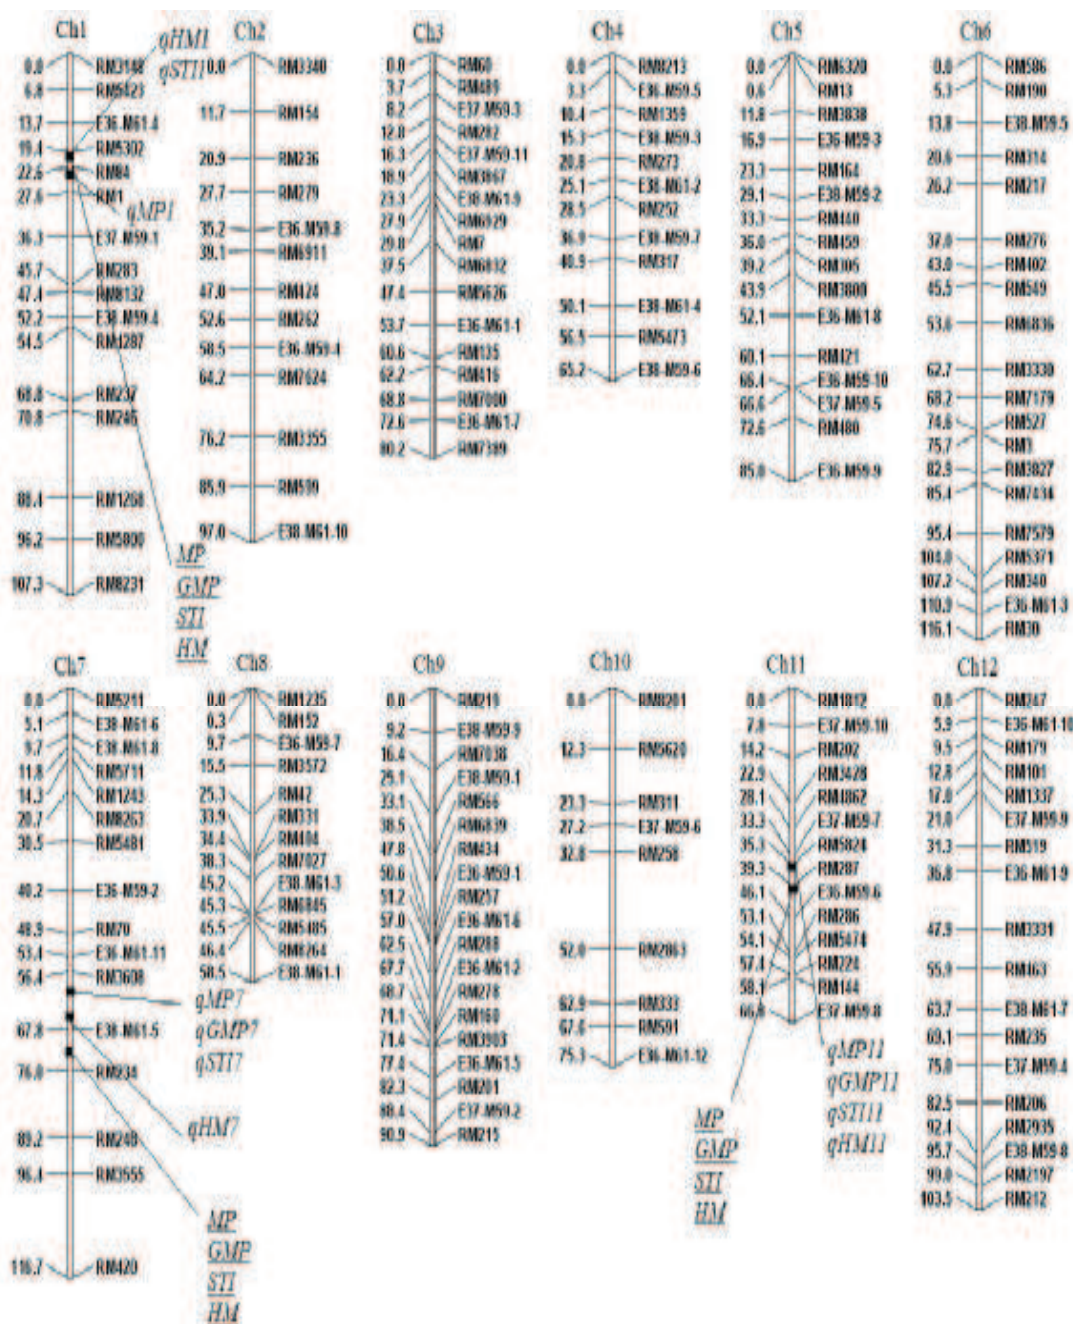 Ch1
qHM1
qSTI1
0.0 RM3148
6.8 RM5423
13.7 E36-M61-4
19.4 RM5302
22.6 RM84
27.6 RM1
qMP1
36.3 E37-M59-1
45.7 RM283
47.4 RM8132
52.2 E38-M59-4
54.5 RM4287
68.8 RM237
70.8 RM246
88.4 RM1268
96.2 RM5800
107.3 RM8231
MP
GMP
STI
HM
Ch2
0.0 RM3340
11.7 RM154
20.9 RM236
27.7 RM279
35.2 E36-M59-8
39.1 RM6911
47.0 RM424
52.6 RM262
58.5 E36-M59-4
64.2 RM7624
76.2 RM3355
85.9 RM599
97.0 E38-M61-10
Ch3
0.0 RM60
3.7 RM489
8.2 E37-M59-3
12.8 RM282
16.3 E37-M59-11
18.9 RM3867
23.3 E38-M61-9
27.9 RM6929
29.8 RM7
37.5 RM6832
47.4 RM5626
53.7 E36-M61-1
60.6 RM135
62.2 RM416
68.8 RM7000
72.6 E36-M61-7
80.2 RM7389
Ch4
0.0 RM8213
3.3 E36-M59-5
10.4 RM1359
15.3 E38-M59-3
20.8 RM273
25.1 E38-M61-2
28.5 RM252
36.9 E38-M59-7
40.9 RM317
50.1 E38-M61-4
56.9 RM5473
65.2 E38-M59-6
Ch5
0.0 RM6320
0.6 RM13
11.8 RM3838
16.9 E36-M59-3
23.3 RM164
29.1 E38-M59-2
33.3 RM440
36.0 RM459
39.2 RM305
43.9 RM3800
52.1 E36-M61-8
60.1 RM421
66.4 E36-M59-10
66.6 E37-M59-5
72.6 RM480
85.0 E36-M59-9
Ch6
0.0 RM586
5.3 RM190
13.8 E38-M59-5
20.6 RM314
26.2 RM217
37.0 RM276
43.0 RM402
45.5 RM549
53.6 RM6836
62.7 RM3330
68.2 RM7179
74.6 RM527
75.7 RM3
82.9 RM3827
85.4 RM7434
95.4 RM7579
104.0 RM5371
107.2 RM340
110.9 E36-M61-3
116.1 RM30
Ch7
0.0 RM5211
5.1 E38-M61-6
9.7 E38-M61-8
11.8 RM5711
14.3 RM1243
20.7 RM8263
30.5 RM5481
40.2 E36-M59-2
48.9 RM70
53.4 E36-M61-11
56.4 RM3608
qMP7
qGMP7
qSTI7
67.8 E38-M61-5
76.0 RM234
qHM7
89.2 RM248
96.4 RM3555
116.7 RM420
MP
GMP
STI
HM
Ch8
0.0 RM1235
0.3 RM152
9.7 E36-M59-7
15.5 RM3572
25.3 RM42
33.9 RM331
34.4 RM404
38.3 RM7027
45.2 E38-M61-3
45.3 RM6845
45.5 RM5485
46.4 RM8264
58.5 E38-M61-1
Ch9
0.0 RM219
9.2 E38-M59-9
16.4 RM7038
25.1 E38-M59-1
33.1 RM566
38.5 RM6839
47.8 RM434
50.6 E36-M59-1
51.2 RM257
57.0 E36-M61-6
62.5 RM288
67.7 E36-M61-2
68.7 RM278
71.1 RM160
71.4 RM3903
77.4 E36-M61-5
82.3 RM201
88.4 E37-M59-2
90.9 RM215
Ch10
0.0 RM8201
12.3 RM5620
23.3 RM311
27.2 E37-M59-6
32.8 RM258
52.0 RM2863
62.9 RM333
67.6 RM591
75.3 E36-M61-12
Ch11
0.0 RM1812
7.8 E37-M59-10
14.2 RM202
22.9 RM3428
28.1 RM4862
33.3 E37-M59-7
35.3 RM5824
39.3 RM287
46.1 E36-M59-6
53.1 RM286
54.1 RM5474
57.4 RM224
58.1 RM144
66.8 E37-M59-8
qMP11
qGMP11
qSTI11
qHM11
MP
GMP
STI
HM
Ch12
0.0 RM247
5.9 E36-M61-10
9.5 RM179
12.8 RM101
17.0 RM1337
21.0 E37-M59-9
31.3 RM519
36.8 E36-M61-9
47.9 RM3331
55.9 RM463
63.7 E38-M61-7
69.1 RM235
75.0 E37-M59-4
82.5 RM206
92.4 RM2935
95.7 E38-M59-8
99.0 RM2197
103.5 RM212